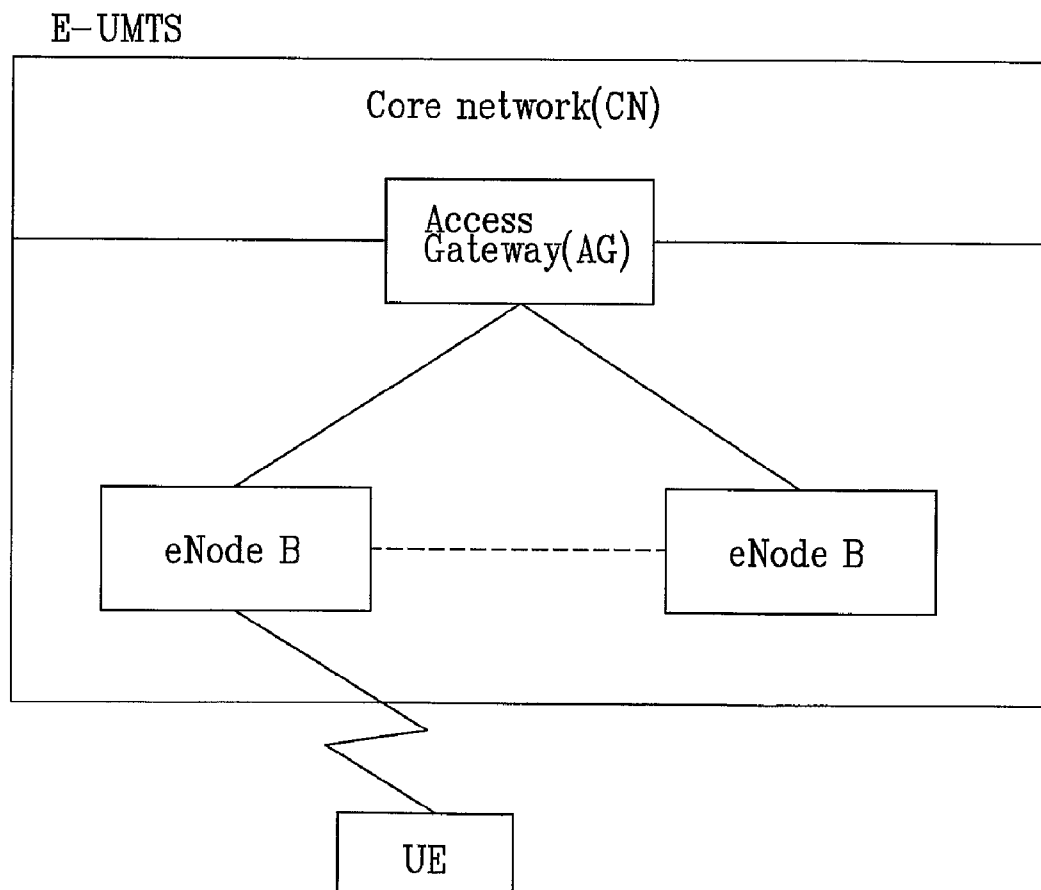 E-UMTS
Core network(CN)
Access
Gateway(AG)
eNode B
eNode B
UE